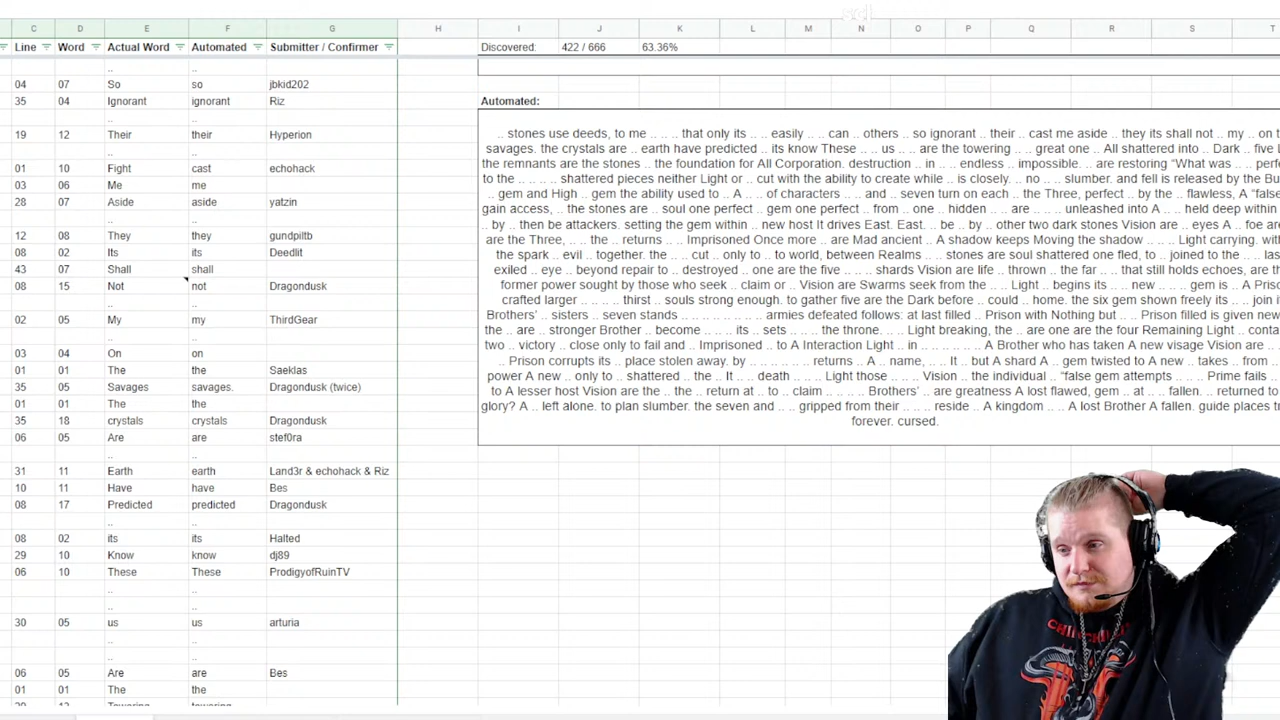 C D E F G H I J K L M N O P Q R S T
Line Word Actual Word Automated Submitter / Confirmer Discovered: 422 / 666 63.36%
.. ..
04 07 So so jbkid202
35 04 Ignorant ignorant Riz
.. ..
19 12 Their their Hyperion
.. ..
01 10 Fight cast echohack
03 06 Me me
28 07 Aside aside yatzin
.. ..
12 08 They they gundpiltb
08 02 Its its Deedlit
43 07 Shall shall
08 15 Not not Dragondusk
.. ..
02 05 My my ThirdGear
.. ..
03 04 On on
01 01 The the Saeklas
35 05 Savages savages. Dragondusk (twice)
01 01 The the
35 18 crystals crystals Dragondusk
06 05 Are are stef0ra
.. ..
31 11 Earth earth Land3r & echohack & Riz
10 11 Have have Bes
08 17 Predicted predicted Dragondusk
.. ..
08 02 its its Halted
29 10 Know know dj89
06 10 These These ProdigyofRuinTV
.. ..
.. ..
30 05 us us arturia
.. ..
.. ..
06 05 Are are Bes
01 01 The the
Towering towering
Automated:
.. stones use deeds, to me .. .. .. that only its .. .. easily .. .. can .. others .. so ignorant .. their .. cast me aside .. they its shall not .. my .. on t
savages. the crystals are .. earth have predicted .. its know These .. .. us .. .. are the towering .. .. great one .. All shattered into .. Dark .. five L
the remnants are the stones .. the foundation for All Corporation. destruction .. in .. .. endless .. impossible. .. are restoring "What was .. .. perfe
to the .. .. .. .. shattered pieces neither Light or .. cut with the ability to create while .. is closely. .. no .. slumber. and fell is released by the Bu
.. gem and High .. gem the ability used to .. A .. .. of characters .. .. and .. seven turn on each .. the Three, perfect .. by the .. flawless, A "false
gain access, .. the stones are .. soul one perfect .. gem one perfect .. from .. one .. hidden .. .. are .. .. .. unleashed into A .. .. held deep within
.. by .. then be attackers. setting the gem within .. new host It drives East. East. .. be .. by .. other two dark stones Vision are .. eyes A .. foe are
are the Three, .. .. the .. returns .. Imprisoned Once more .. are Mad ancient .. A shadow keeps Moving the shadow .. .. .. Light carrying. with
the spark .. evil .. together .. the .. cut .. only to .. to world, between Realms .. .. stones are soul shattered one fled, .. to .. joined to the .. .. las
exiled .. eye .. beyond repair to .. destroyed .. one are the five .. .. shards Vision are life .. thrown .. the far .. that still holds echoes, are the
former power sought by those who seek .. claim or .. Vision are Swarms seek from the .. .. Light .. begins its .. new .. .. gem is .. A Pris
crafted larger .. .. .. thirst .. souls strong enough. to gather five are the Dark before .. could .. home. the six gem shown freely its .. join
Brothers' .. sisters .. seven stands .. .. .. .. .. .. armies defeated follows: at last filled .. Prison with Nothing but .. .. Prison filled is given new
the .. are .. stronger Brother .. become .. .. its .. sets .. .. the throne. .. .. Light breaking, the .. are one are the four Remaining Light .. conta
two .. victory .. close only to fail and .. Imprisoned .. to A Interaction Light .. in .. .. .. .. .. A Brother who has taken A new visage Vision are ..
.. Prison corrupts its .. place stolen away. by .. .. .. .. returns .. A .. name, .. .. It .. but A shard A .. gem twisted to A new .. takes .. from ..
power A new .. only to .. shattered .. the .. It .. death .. .. Light those .. .. .. Vision .. the individual .. "false gem attempts .. .. Prime fails
to A lesser host Vision are the .. the .. return at .. to .. claim .. .. .. .. Brothers' .. are greatness A lost flawed, gem .. at .. .. fallen. .. returned to
glory? A .. left alone. to plan slumber. the seven and .. .. gripped from their .. .. .. reside .. A kingdom .. .. A lost Brother A fallen. guide places t
forever. cursed.